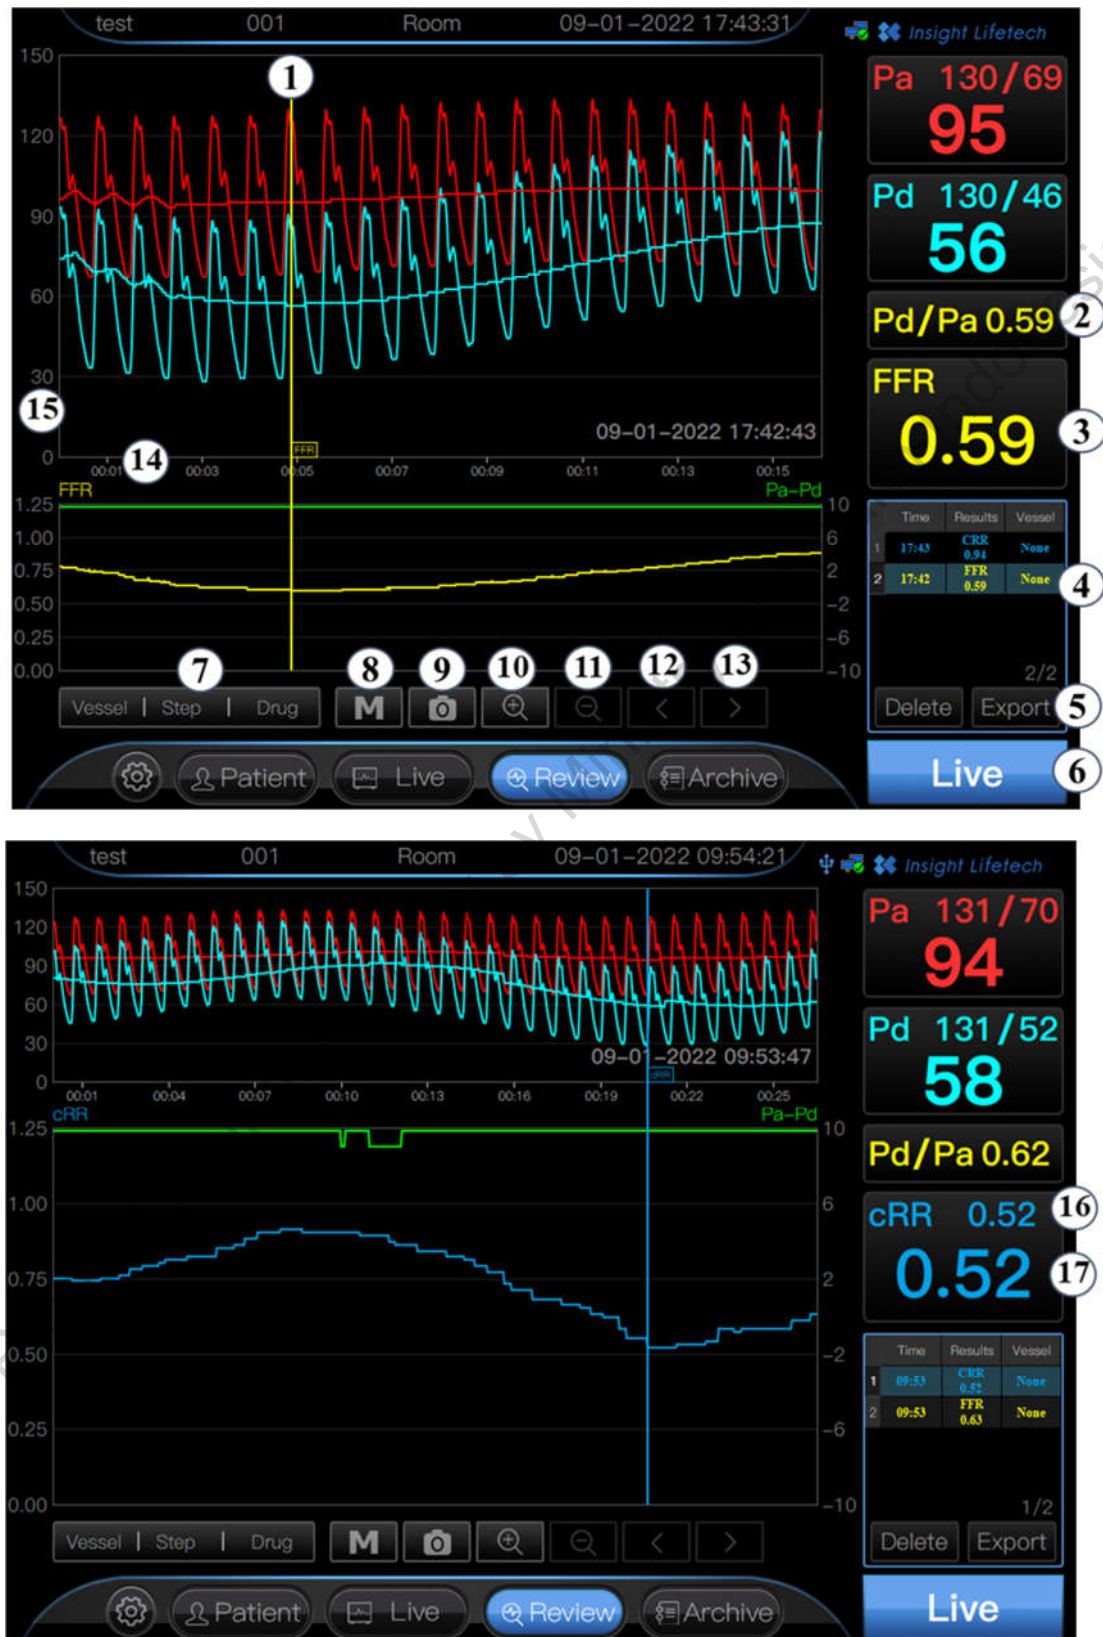 test 001 Room 09-01-2022 17:43:31 Insight Lifetech
150
1
Pa 130/69
95
120
Pd 130/46
56
90
60
Pd/Pa 0.59 2
30
FFR
0.59 3
15
09-01-2022 17:42:43
FFR
0
14
00:01 00:03 00:05 00:07 00:09 00:11 00:13 00:15
FFR Pa-Pd
1.25 10
Time Results Vessel
1.00 6
1 17:43 CRR 0.94 None
0.75 2
2 17:42 FFR 0.59 None 4
0.50 -2
0.25 -6
0.00 -10
7 8 9 10 11 12 13
2/2
Vessel | Step | Drug M
Delete Export 5
Patient Live Review Archive
Live 6
test 001 Room 09-01-2022 09:54:21 Insight Lifetech
150
Pa 131/70
94
120
90
60
Pd 131/52
58
30
09-01-2022 09:53:47
cRR
0
00:01 00:04 00:07 00:10 00:13 00:16 00:19 00:22 00:25
cRR Pa-Pd
1.25 10
Pd/Pa 0.62
1.00 6
cRR 0.52 16
0.52 17
0.75 2
0.50 -2
Time Results Vessel
1 09:53 CRR 0.52 None
2 09:53 FFR 0.63 None
0.25 -6
0.00 -10
1/2
Vessel | Step | Drug M
Delete Export
Patient Live Review Archive
Live